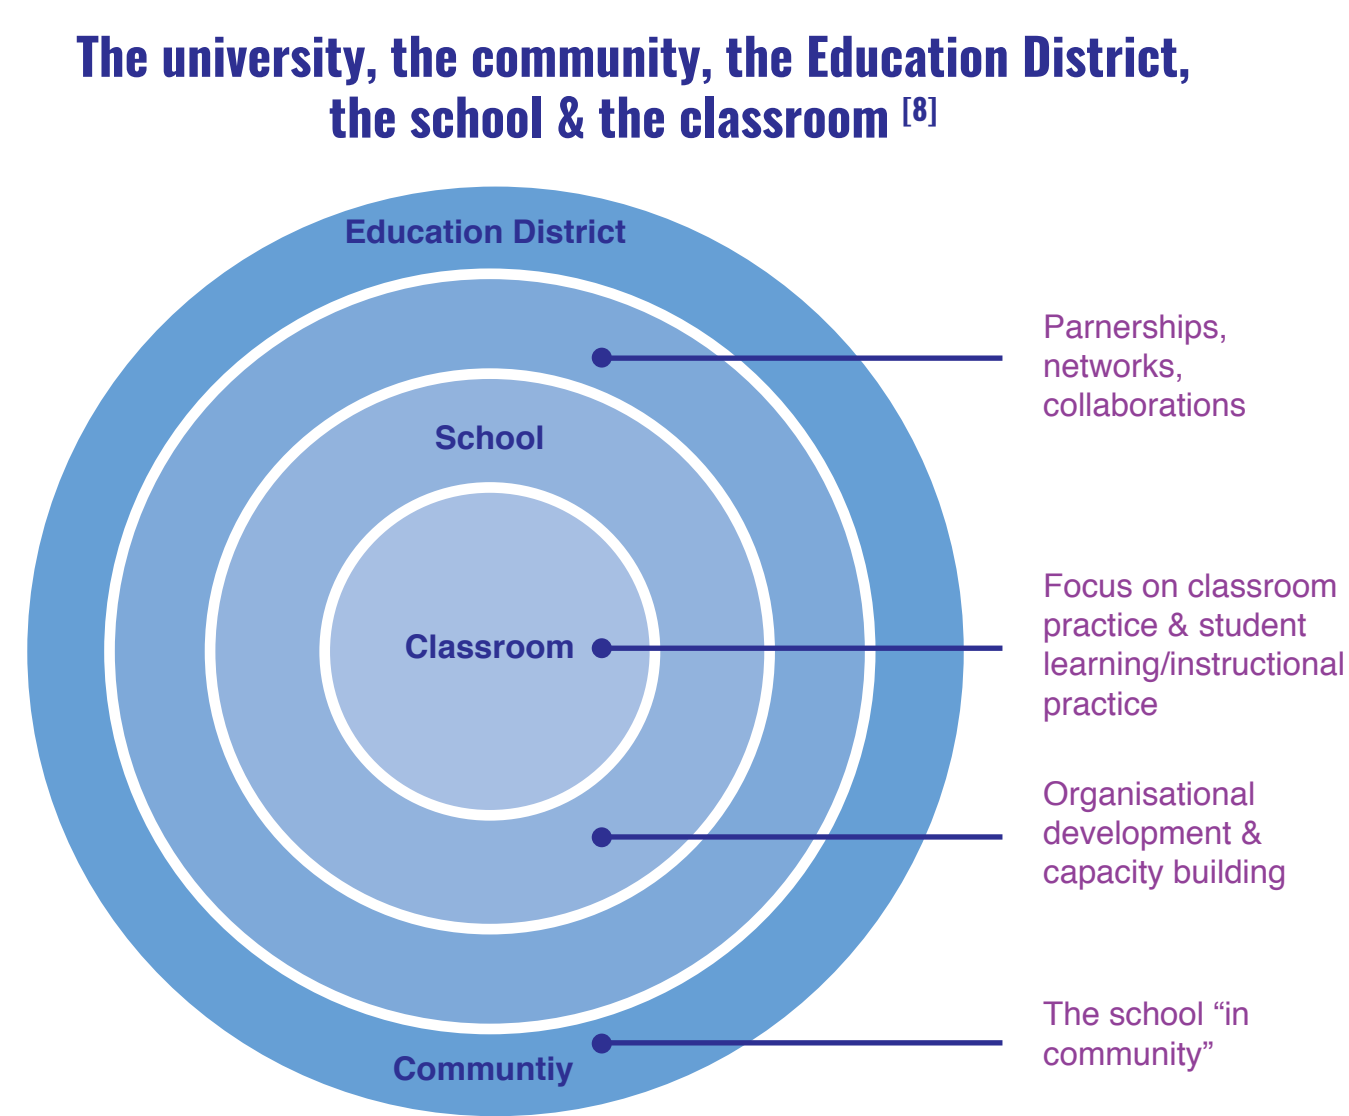 The university, the community, the Education District,
the school & the classroom [8]
Education District
Parnerships,
networks,
collaborations
School
Classroom
Focus on classroom
practice & student
learning/instructional
practice
Organisational
development &
capacity building
The school “in
community”
Communtiy